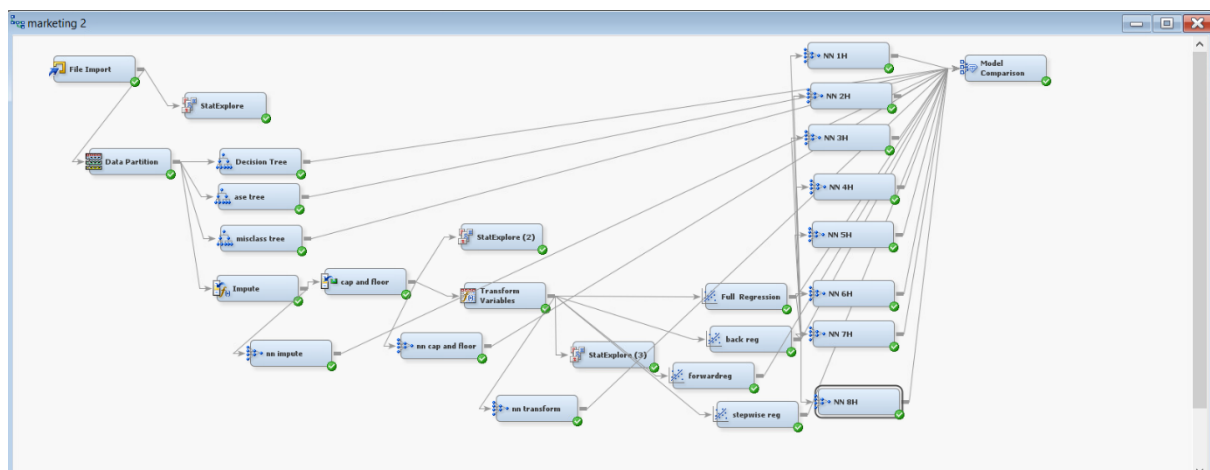 marketing 2
File Import
StatExplore
Data Partition
Decision Tree
ase tree
misclass tree
Impute
cap and floor
StatExplore (2)
Transform
Variables
nn impute
nn cap and floor
StatExplore (3)
nn transform
Full Regression
back reg
forwardreg
stepwise reg
NN 1H
NN 2H
NN 3H
NN 4H
NN 5H
NN 6H
NN 7H
NN 8H
Model
Comparison